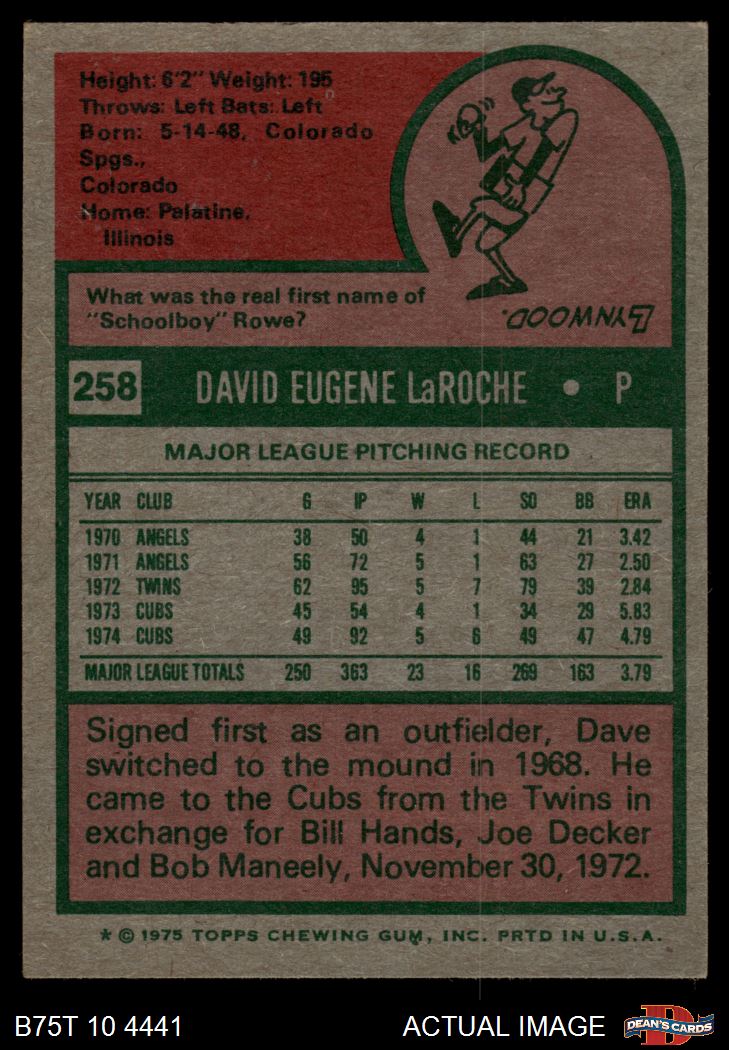 Height: 6'2" Weight: 195
Throws: Left Bats: Left
Born: 5-14-48, Colorado
Spgs.,
Colorado
Home: Palatine,
Illinois
What was the real first name of
"Schoolboy" Rowe?
LYNWOOD.
258 DAVID EUGENE LaROCHE • P
MAJOR LEAGUE PITCHING RECORD
YEAR CLUB G IP W L SO BB ERA
1970 ANGELS 38 50 4 1 44 21 3.42
1971 ANGELS 56 72 5 1 63 27 2.50
1972 TWINS 62 95 5 7 79 39 2.84
1973 CUBS 45 54 4 1 34 29 5.83
1974 CUBS 49 92 5 6 49 47 4.79
MAJOR LEAGUE TOTALS 250 363 23 16 269 163 3.79
Signed first as an outfielder, Dave
switched to the mound in 1968. He
came to the Cubs from the Twins in
exchange for Bill Hands, Joe Decker
and Bob Maneely, November 30, 1972.
* © 1975 TOPPS CHEWING GUM, INC. PRTD IN U.S.A.
B75T 10 4441 ACTUAL IMAGE D DEAN'S CARDS